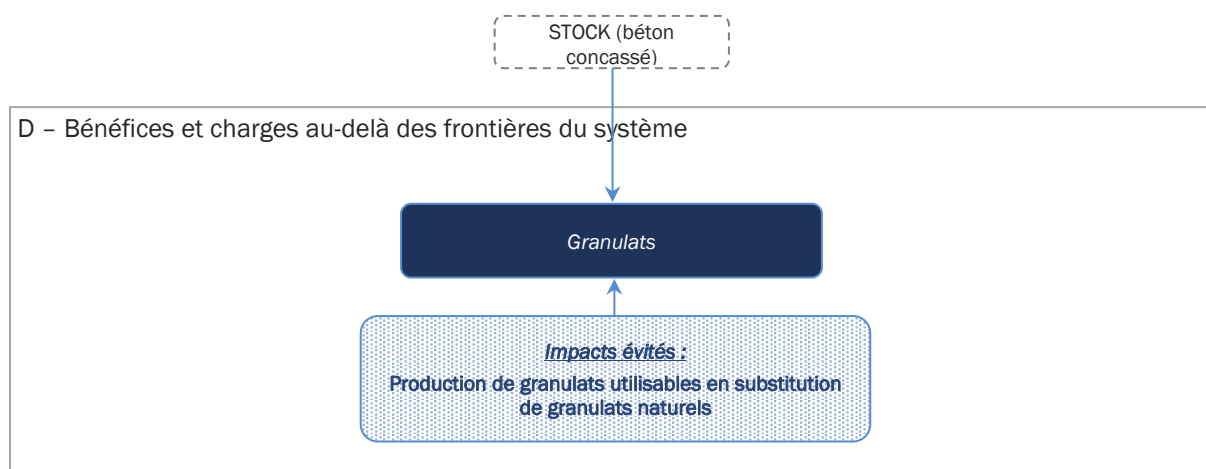 STOCK (béton
concassé)
D – Bénéfices et charges au-delà des frontières du système
Granulats
Impacts évités :
Production de granulats utilisables en substitution
de granulats naturels